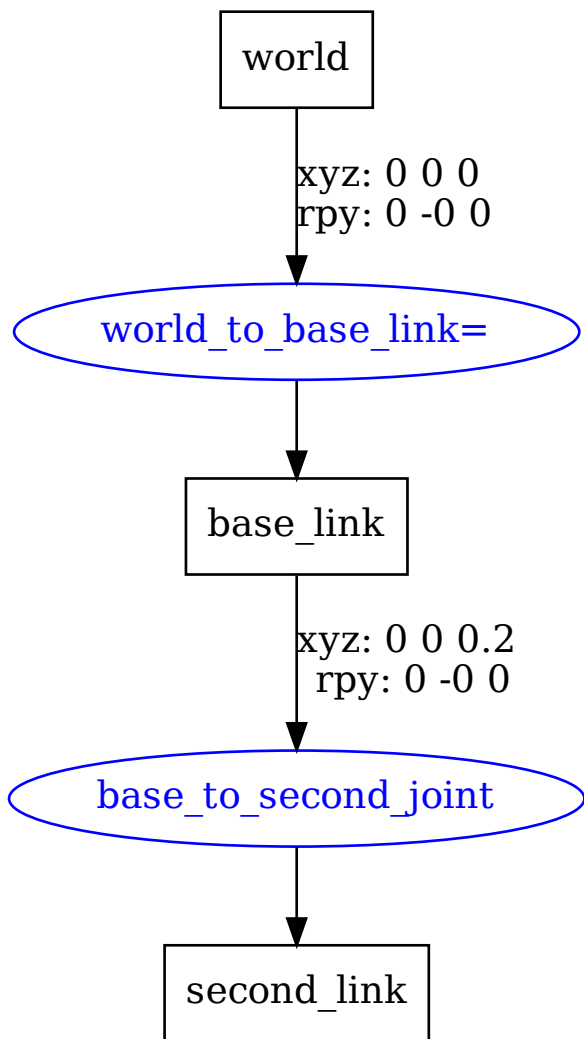 world
xyz: 0 0 0
rpy: 0 -0 0
world_to_base_link=
base_link
xyz: 0 0 0.2
rpy: 0 -0 0
base_to_second_joint
second_link